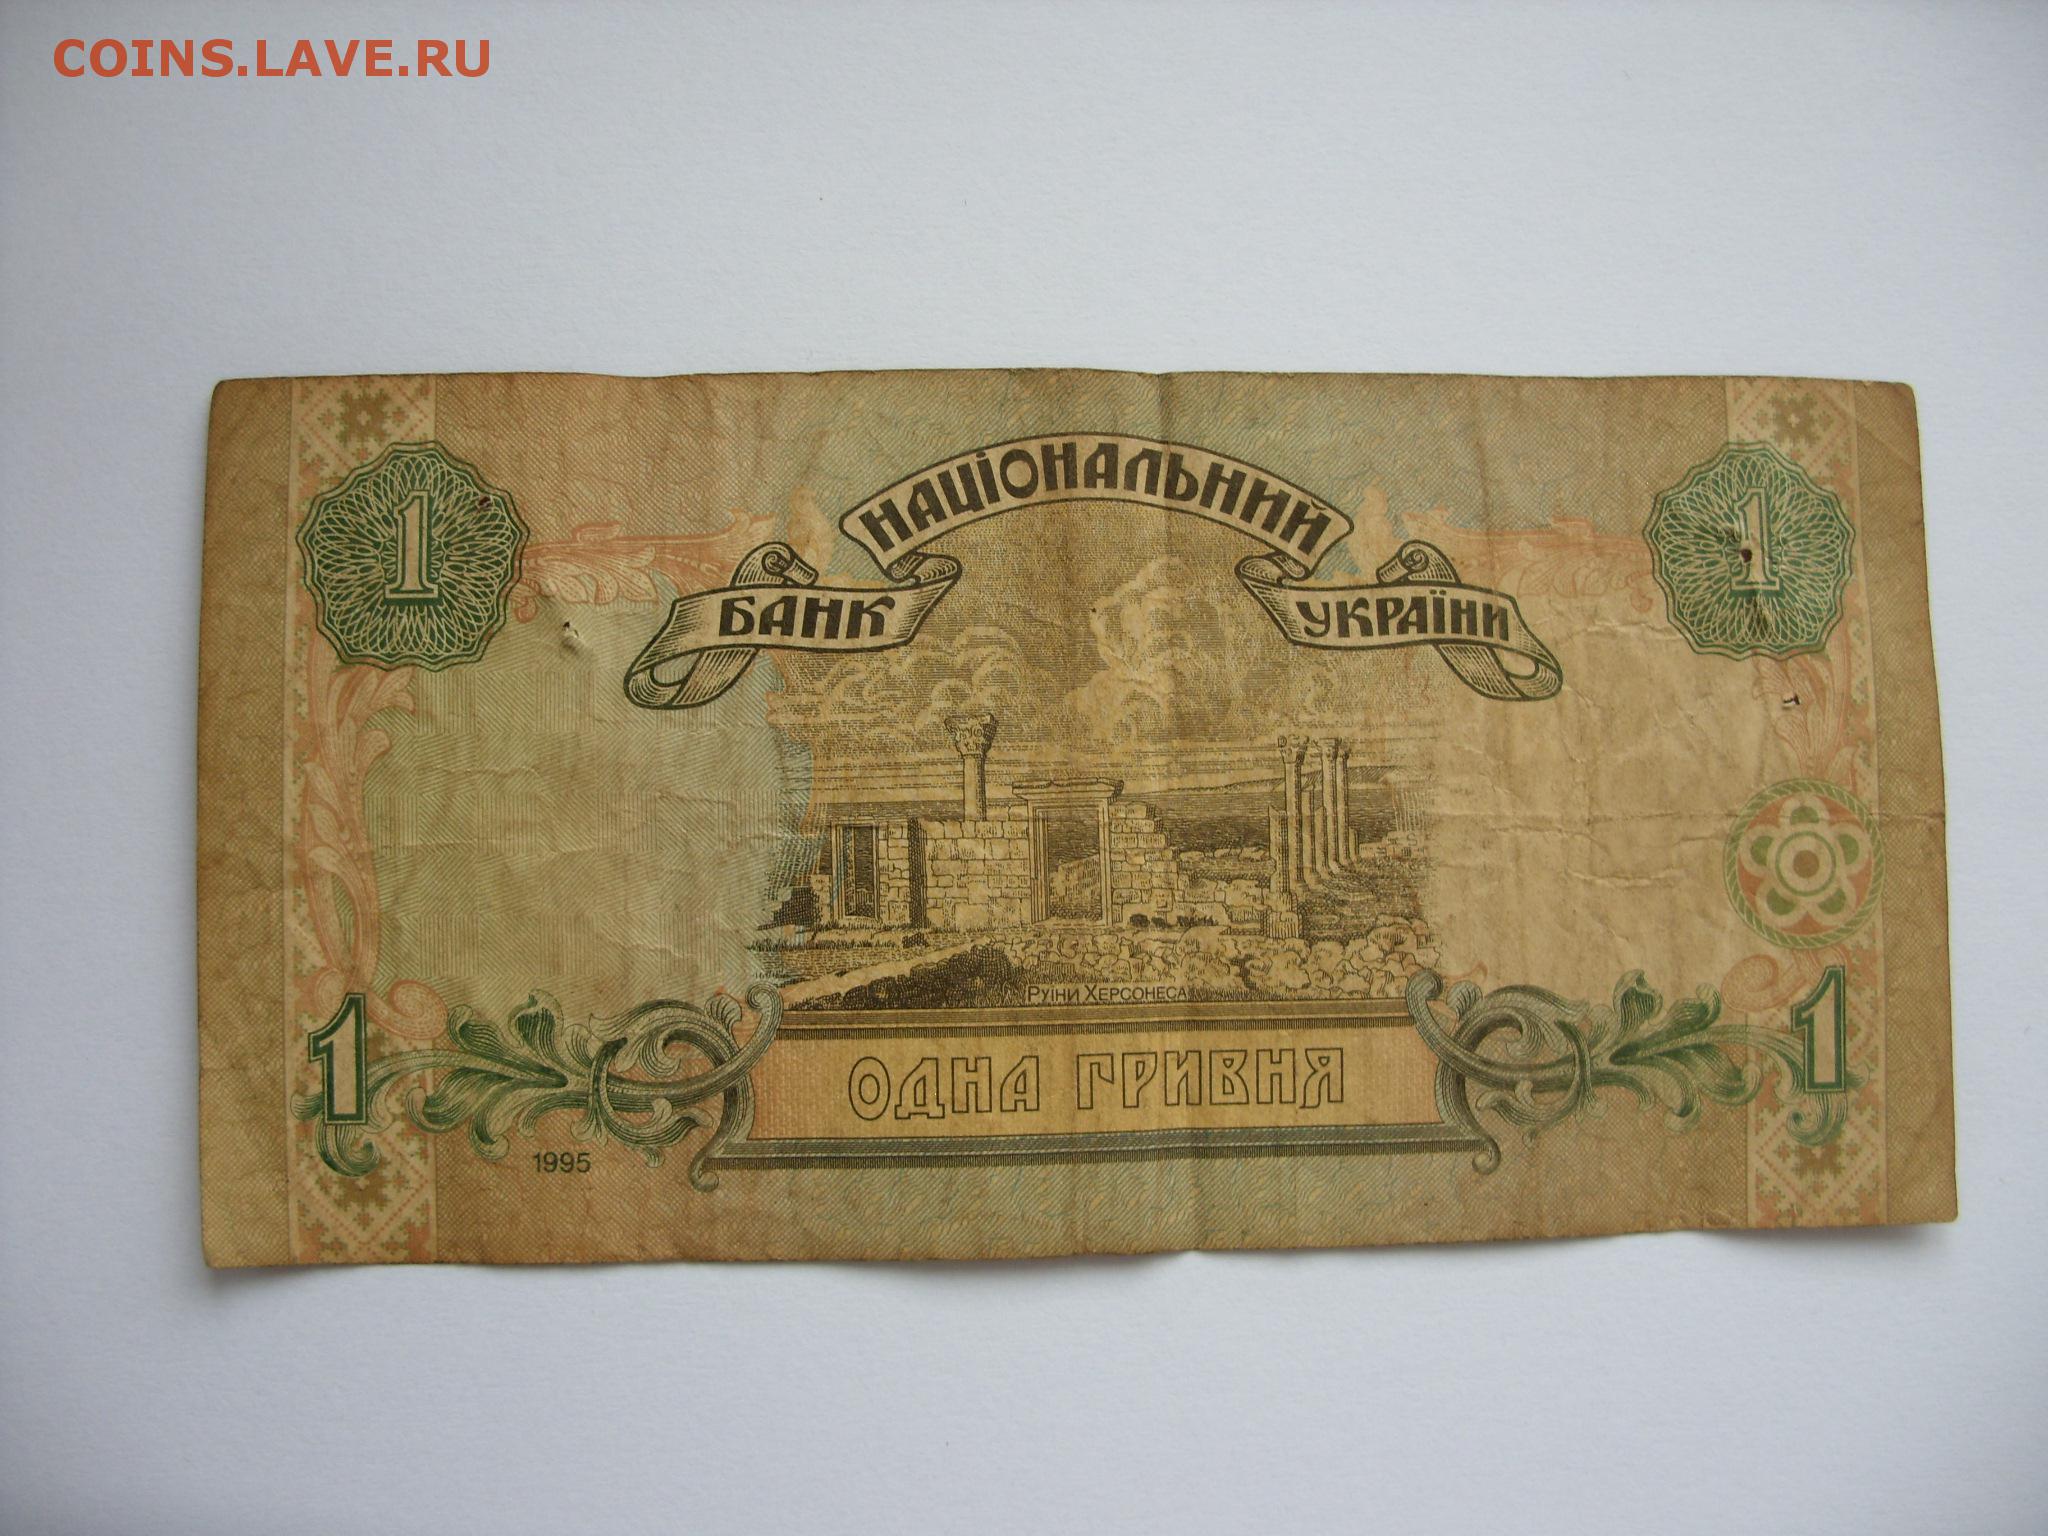 COINS.LAVE.RU
НАЦІОНАЛЬНИЙ
БАНК УКРАЇНИ
1 1
РУЇНИ ХЕРСОНЕСА
1 1
ОДНА ГРИВНЯ
1995